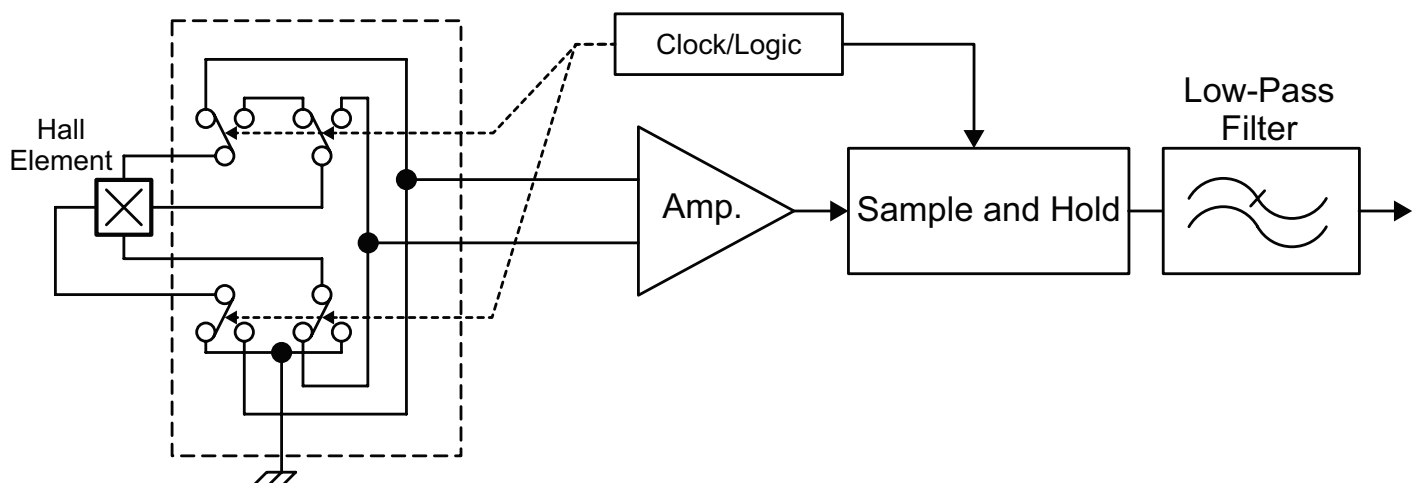 Clock/Logic
Low-Pass
Filter
Hall
Element
Amp.
Sample and Hold